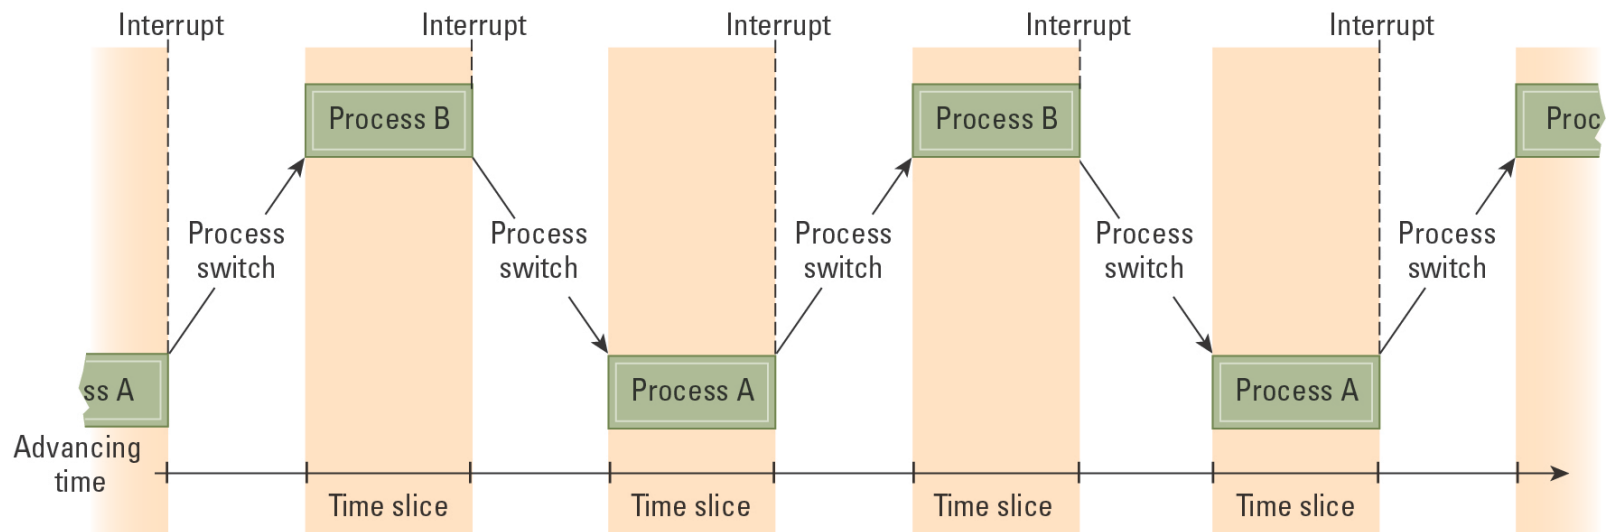 Interrupt Interrupt Interrupt Interrupt Interrupt
Process B Process B Proc
Process Process Process Process Process
switch switch switch switch switch
ss A Process A Process A
Advancing
time
Time slice Time slice Time slice Time slice